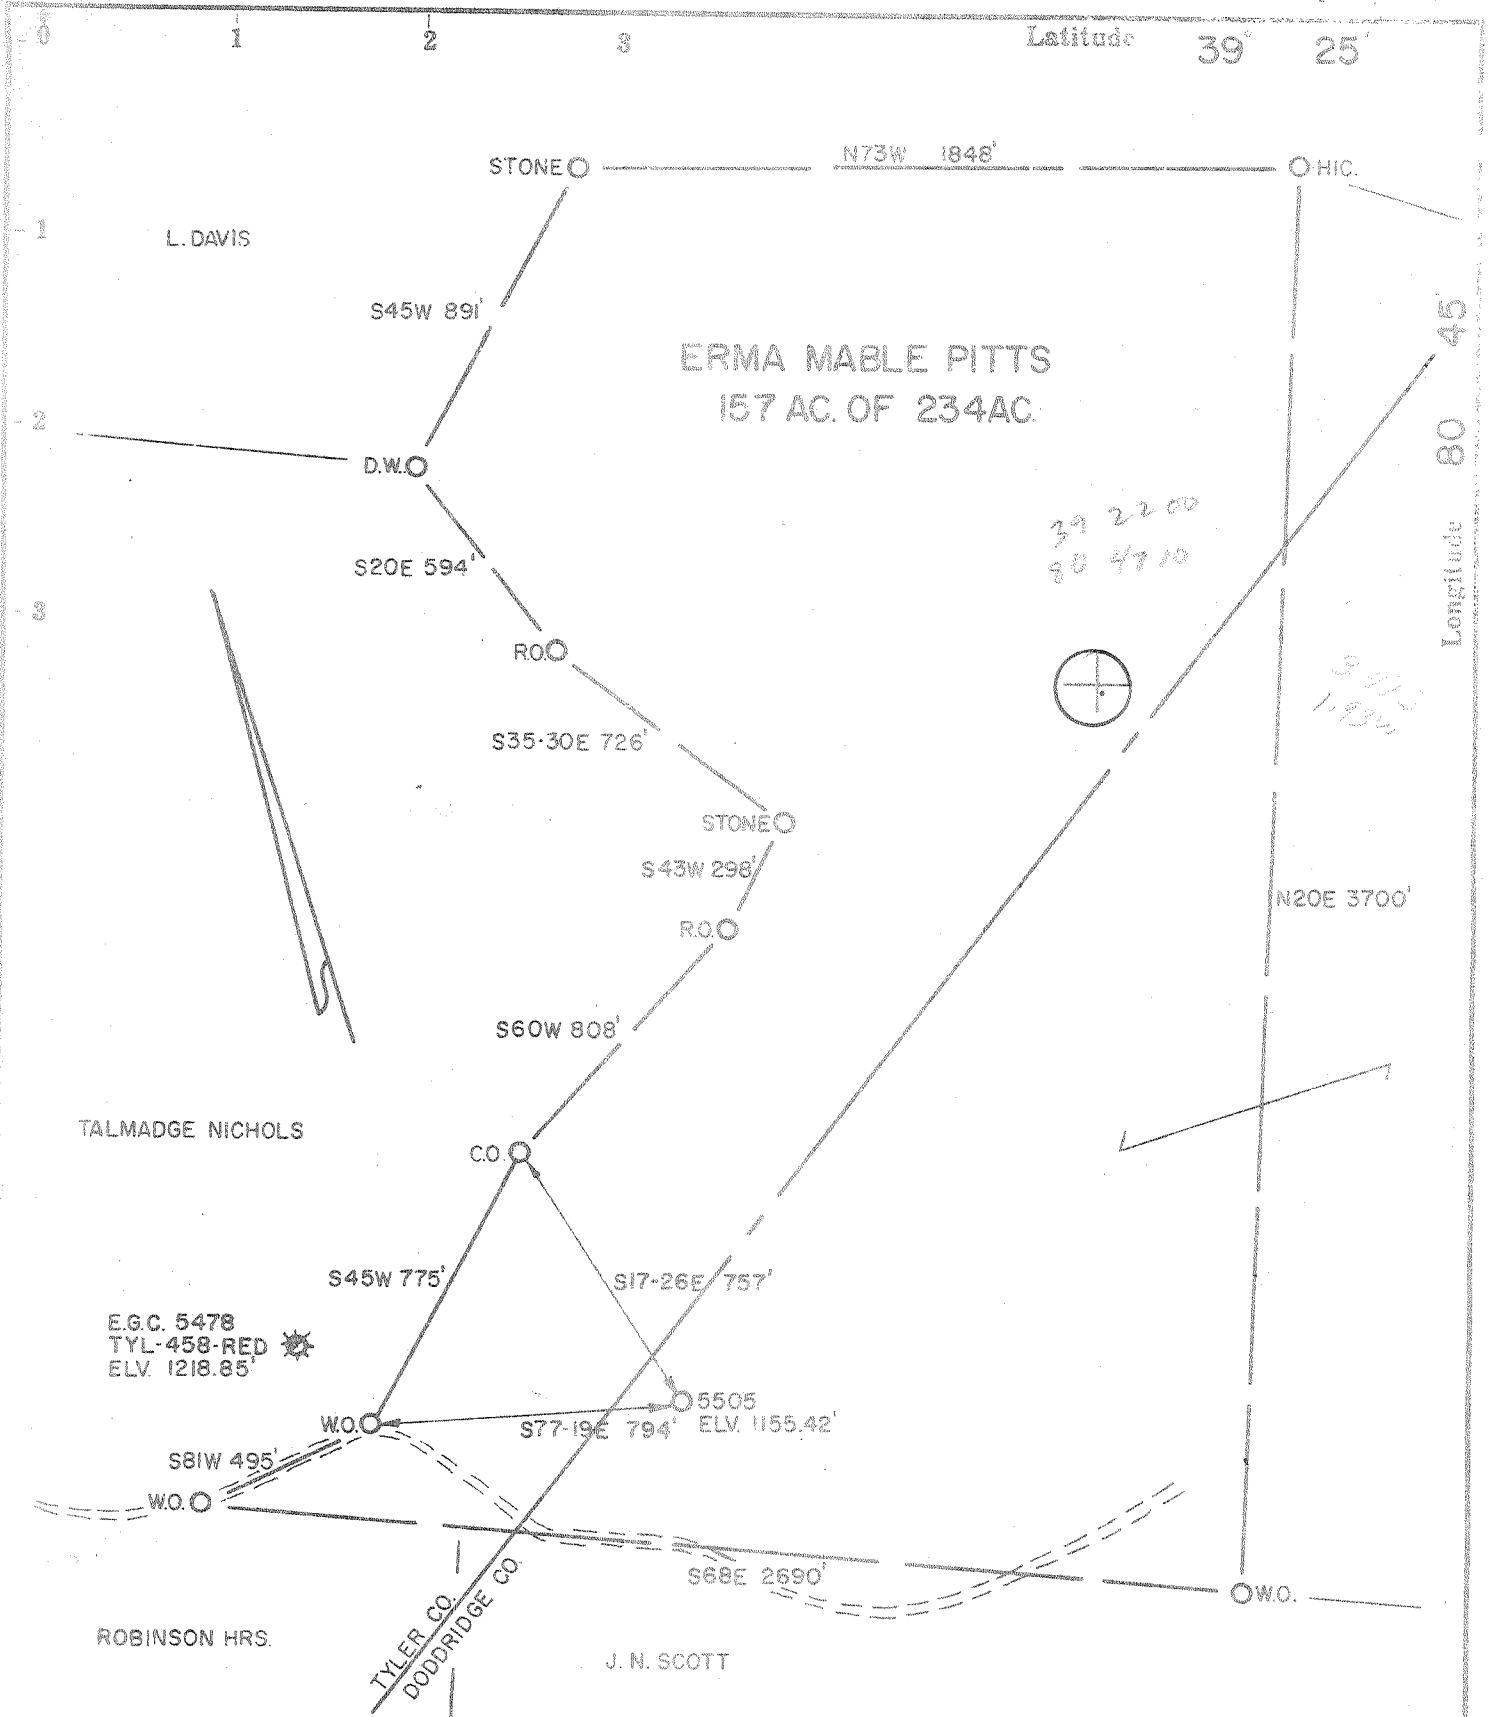 0 1 2 3 Latitude 39° 25'
STONE N73W 1848' HIC.
1
L. DAVIS
S45W 891'
45'
ERMA MABLE PITTS
157 AC. OF 234AC.
2
80
D.W.
39 22 00
S20E 594'
80 47 10
Longitude
3
R.O.
S35-30E 726'
STONE
S43W 298'
N20E 3700'
R.O.
S60W 808'
TALMADGE NICHOLS
C.O.
S45W 775'
S17-26E 757'
E.G.C. 5478
TYL-458-RED
ELV. 1218.85'
5505
W.O. S77-19E 794' ELV. 1155.42'
S81W 495'
W.O.
S68E 2690'
W.O.
TYLER CO.
DODDRIDGE CO.
ROBINSON HRS.
J. N. SCOTT